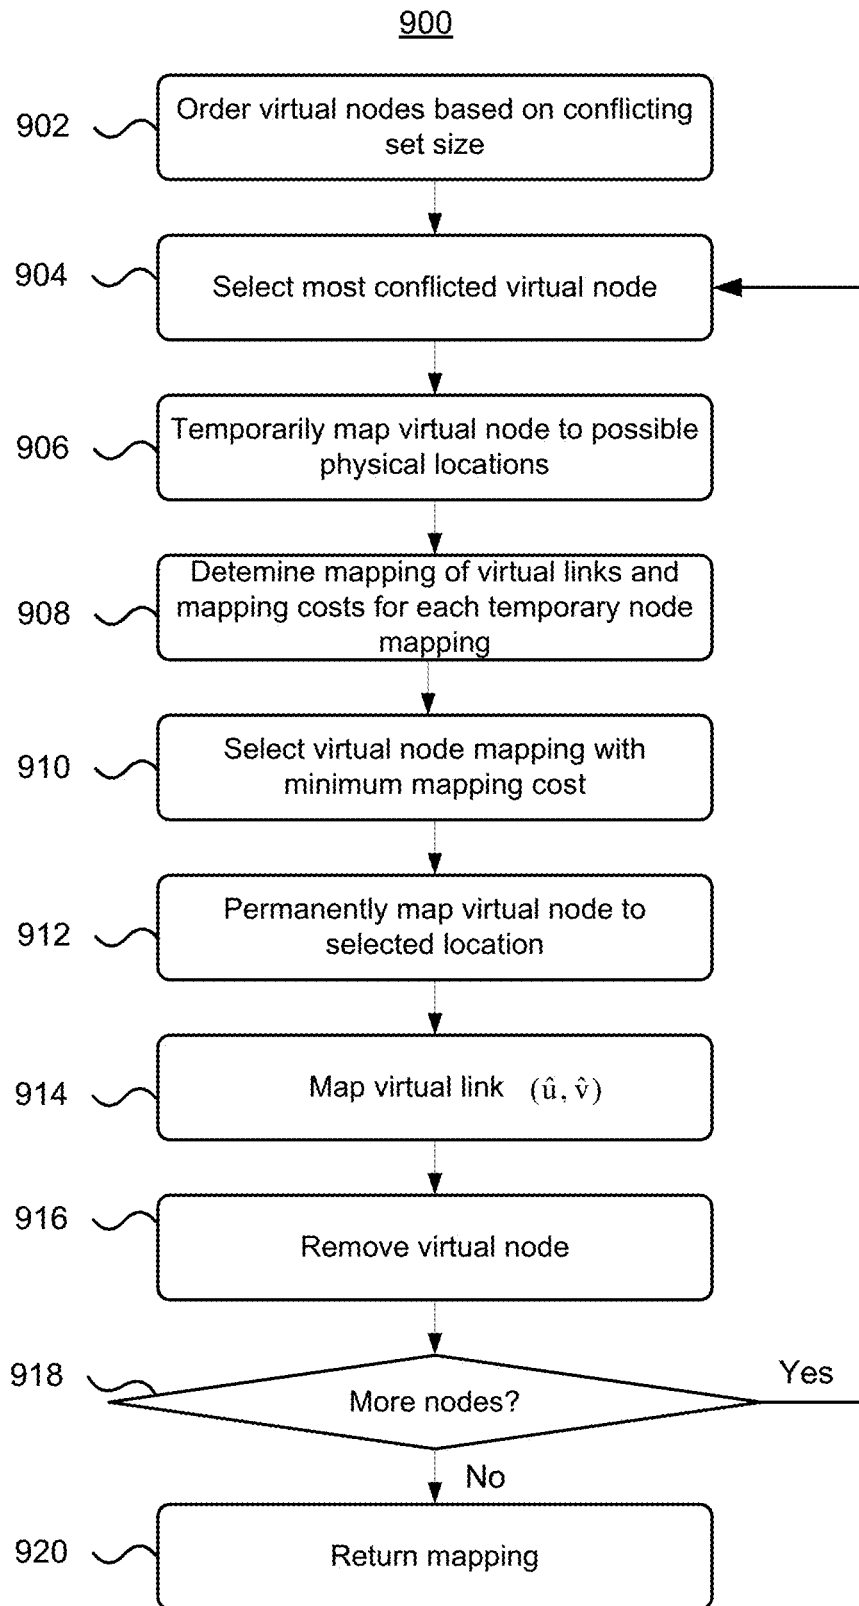 900
902
Order virtual nodes based on conflicting
set size
904
Select most conflicted virtual node
906
Temporarily map virtual node to possible
physical locations
908
Detemine mapping of virtual links and
mapping costs for each temporary node
mapping
910
Select virtual node mapping with
minimum mapping cost
912
Permanently map virtual node to
selected location
914
Map virtual link (û, v̂)
916
Remove virtual node
918
More nodes?
Yes
No
920
Return mapping